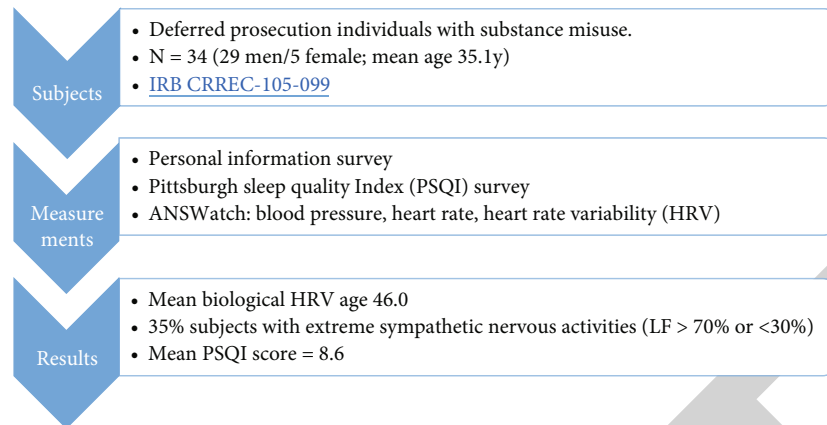 Subjects
• Deferred prosecution individuals with substance misuse.
• N = 34 (29 men/5 female; mean age 35.1y)
• IRB CRREC-105-099
Measure
ments
• Personal information survey
• Pittsburgh sleep quality Index (PSQI) survey
• ANSWatch: blood pressure, heart rate, heart rate variability (HRV)
Results
• Mean biological HRV age 46.0
• 35% subjects with extreme sympathetic nervous activities (LF > 70% or <30%)
• Mean PSQI score = 8.6